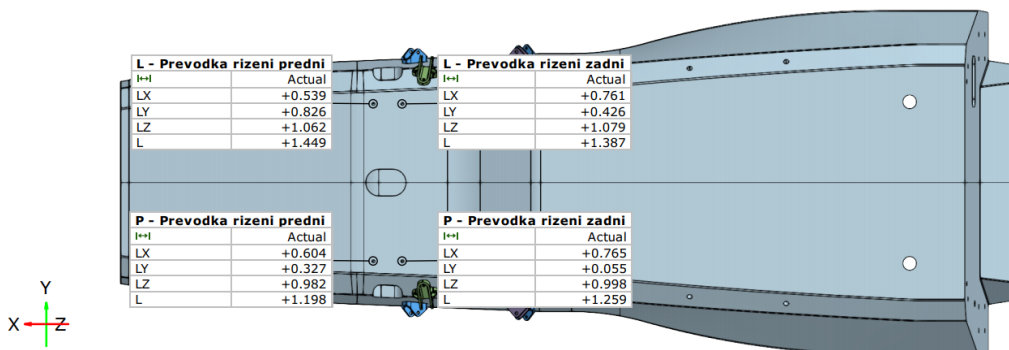 L - Prevodka rizeni predni
Actual
LX +0.539
LY +0.826
LZ +1.062
L +1.449
L - Prevodka rizeni zadni
Actual
LX +0.761
LY +0.426
LZ +1.079
L +1.387
P - Prevodka rizeni predni
Actual
LX +0.604
LY +0.327
LZ +0.982
L +1.198
P - Prevodka rizeni zadni
Actual
LX +0.765
LY +0.055
LZ +0.998
L +1.259
Y
X Z